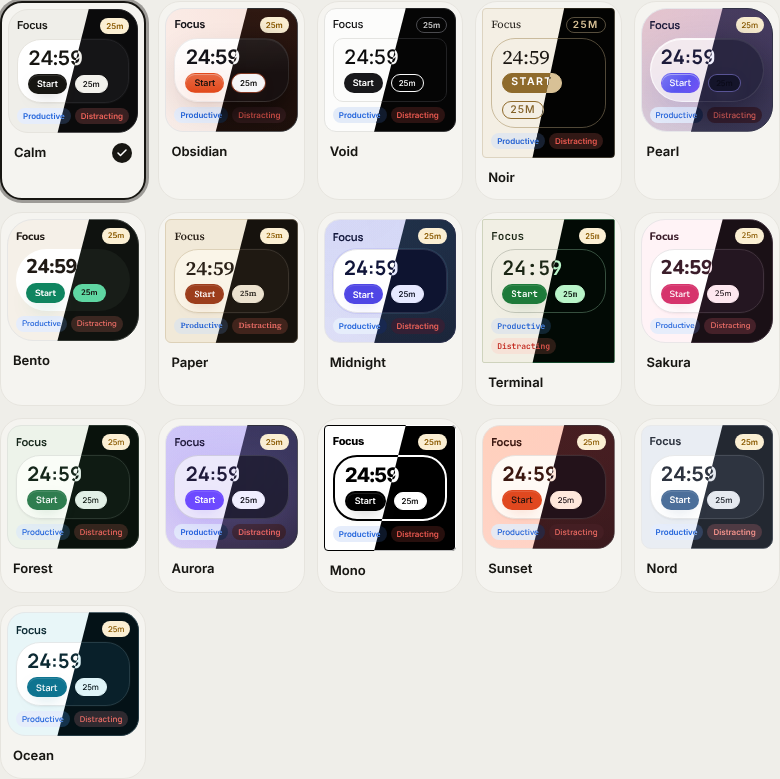 Focus 25m
24:59
Start 25m
Productive Distracting
Calm
Focus 25m
24:59
Start 25m
Productive Distracting
Obsidian
Focus 25m
24:59
Start 25m
Productive Distracting
Void
Focus 25M
24:59
START
25M
Productive Distracting
Noir
Focus 25m
24:59
Start 25m
Productive Distracting
Pearl
Focus 25m
24:59
Start 25m
Productive Distracting
Bento
Focus 25m
24:59
Start 25m
Productive Distracting
Paper
Focus 25m
24:59
Start 25m
Productive Distracting
Midnight
Focus 25m
24:59
Start 25m
Productive
Distracting
Terminal
Focus 25m
24:59
Start 25m
Productive Distracting
Sakura
Focus 25m
24:59
Start 25m
Productive Distracting
Forest
Focus 25m
24:59
Start 25m
Productive Distracting
Aurora
Focus 25m
24:59
Start 25m
Productive Distracting
Mono
Focus 25m
24:59
Start 25m
Productive Distracting
Sunset
Focus 25m
24:59
Start 25m
Productive Distracting
Nord
Focus 25m
24:59
Start 25m
Productive Distracting
Ocean